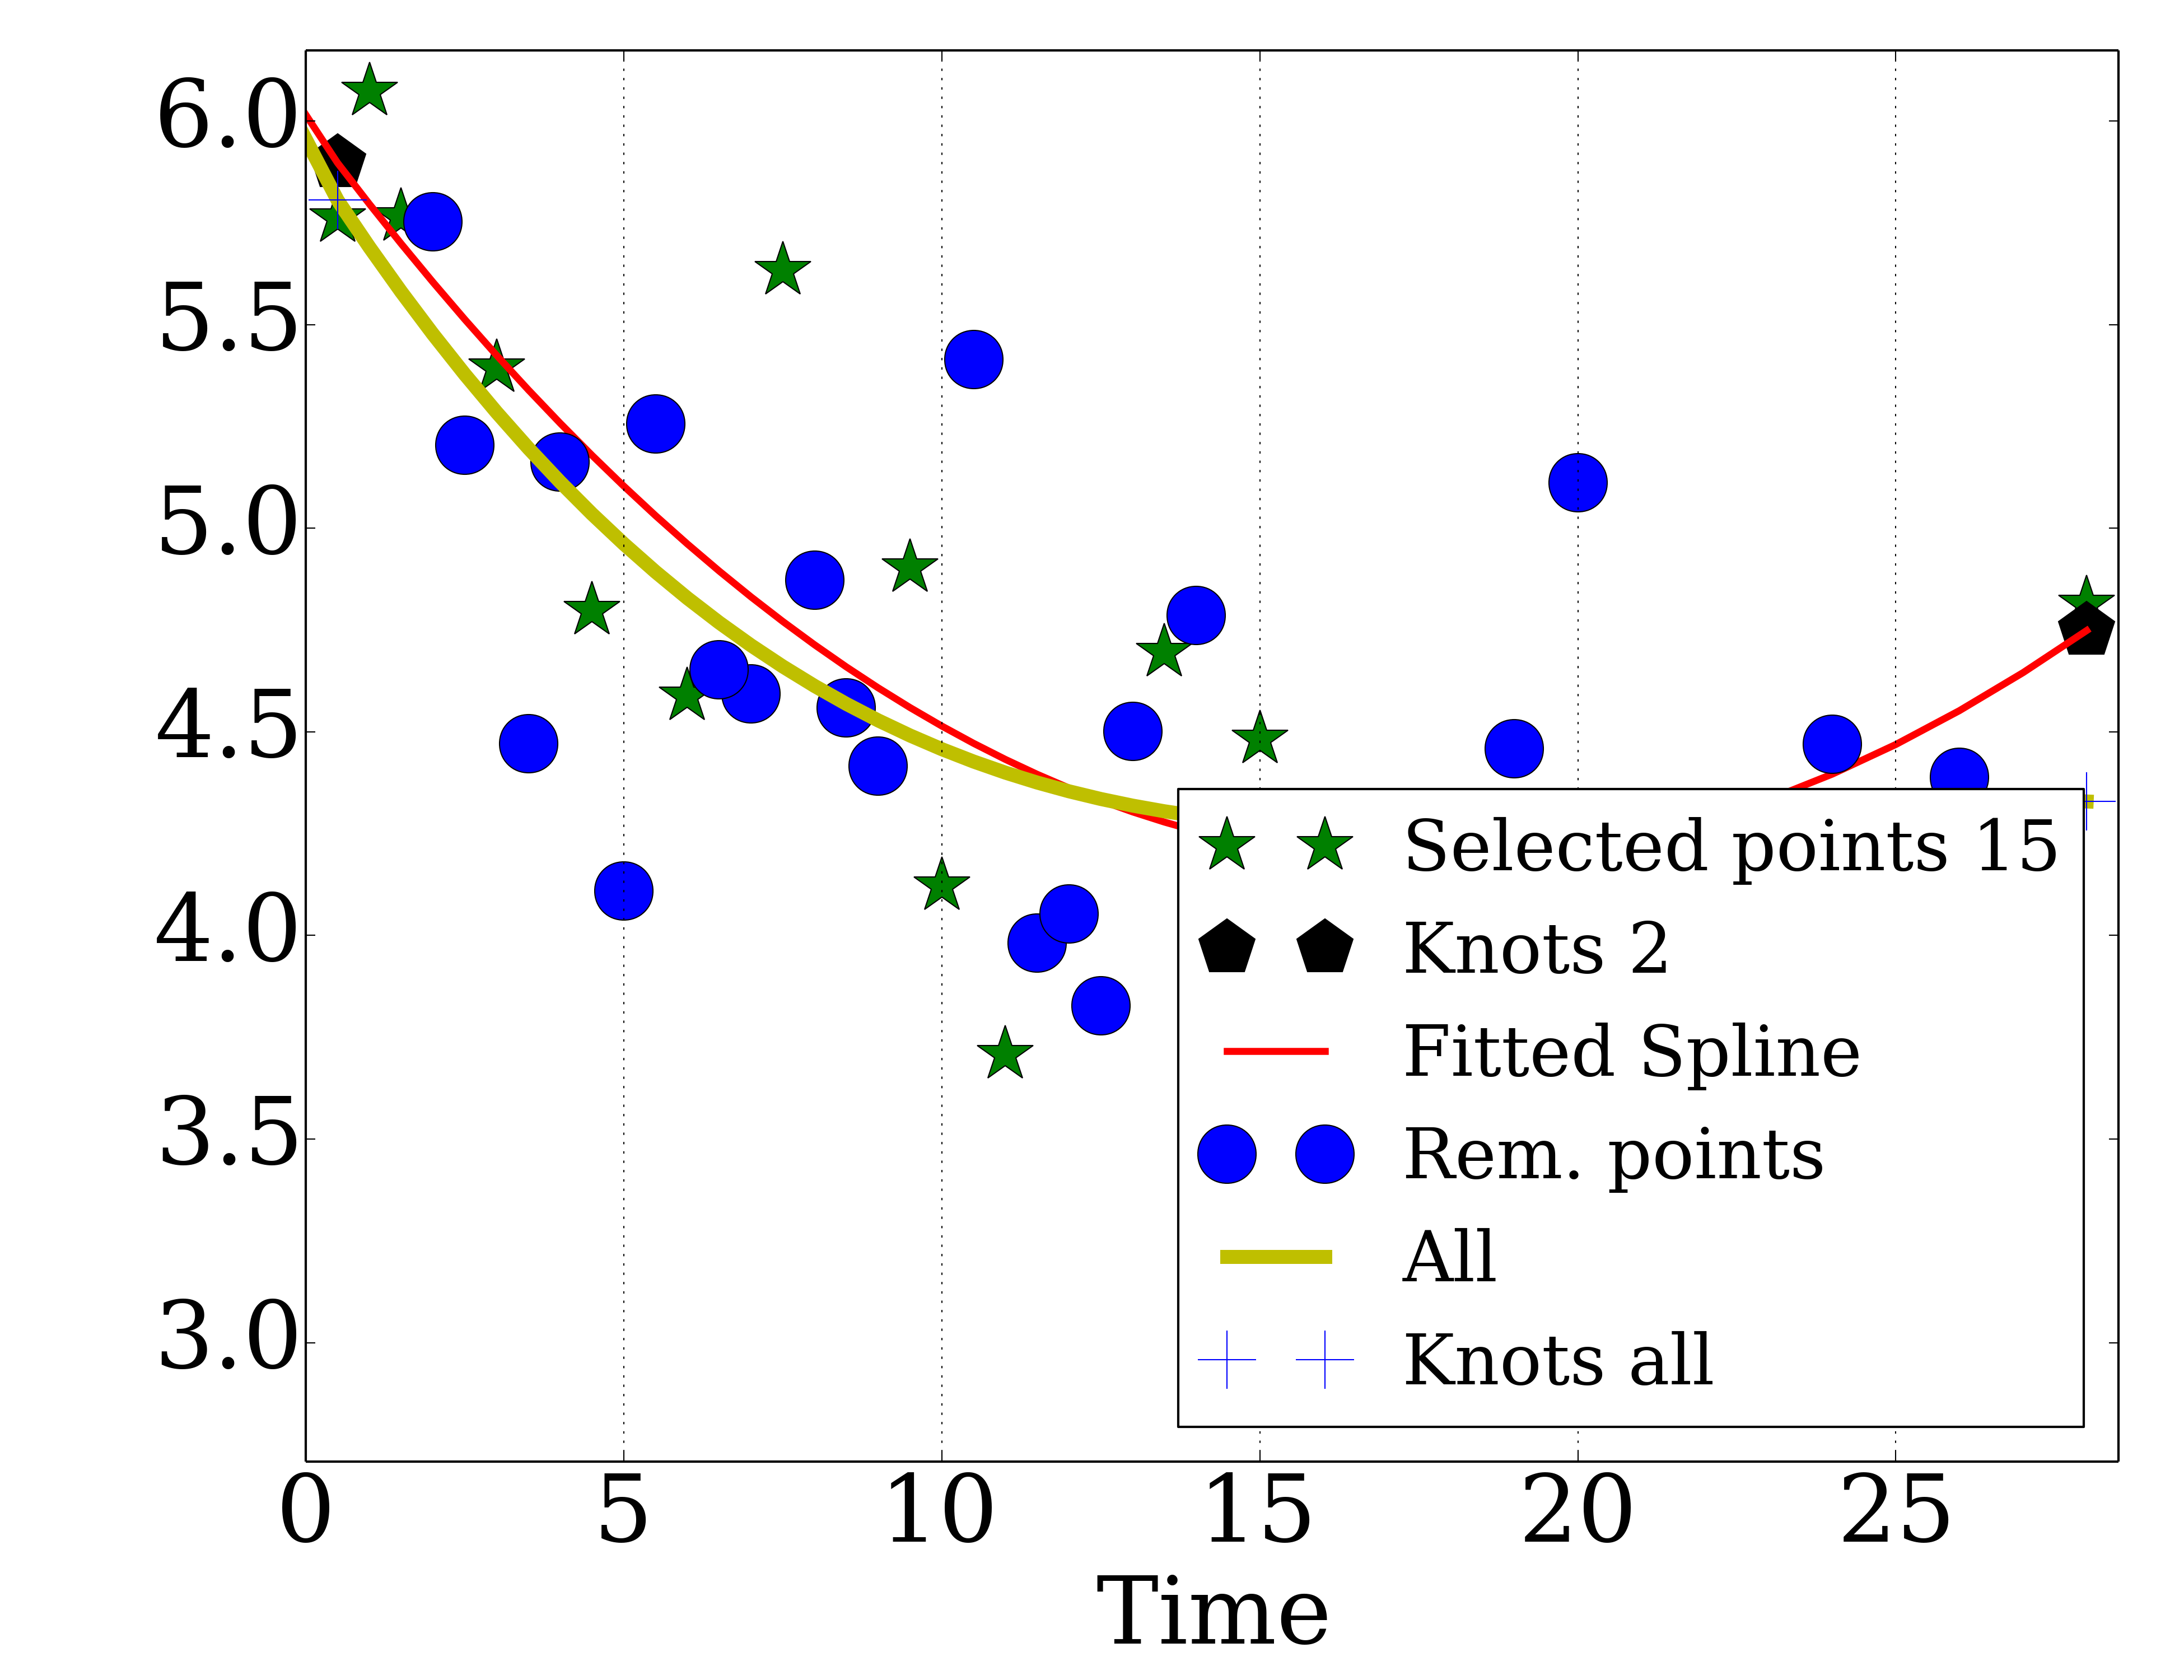 6.0
5.5
5.0
4.5
4.0
3.5
3.0
Selected points 15
Knots 2
Fitted Spline
Rem. points
All
Knots all
0 5 10 15 20 25
Time